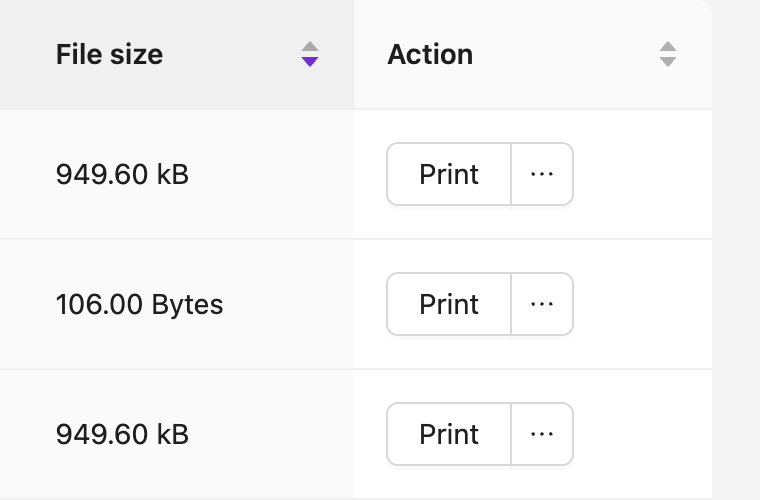 File size Action
949.60 kB Print ...
106.00 Bytes Print ...
949.60 kB Print ...